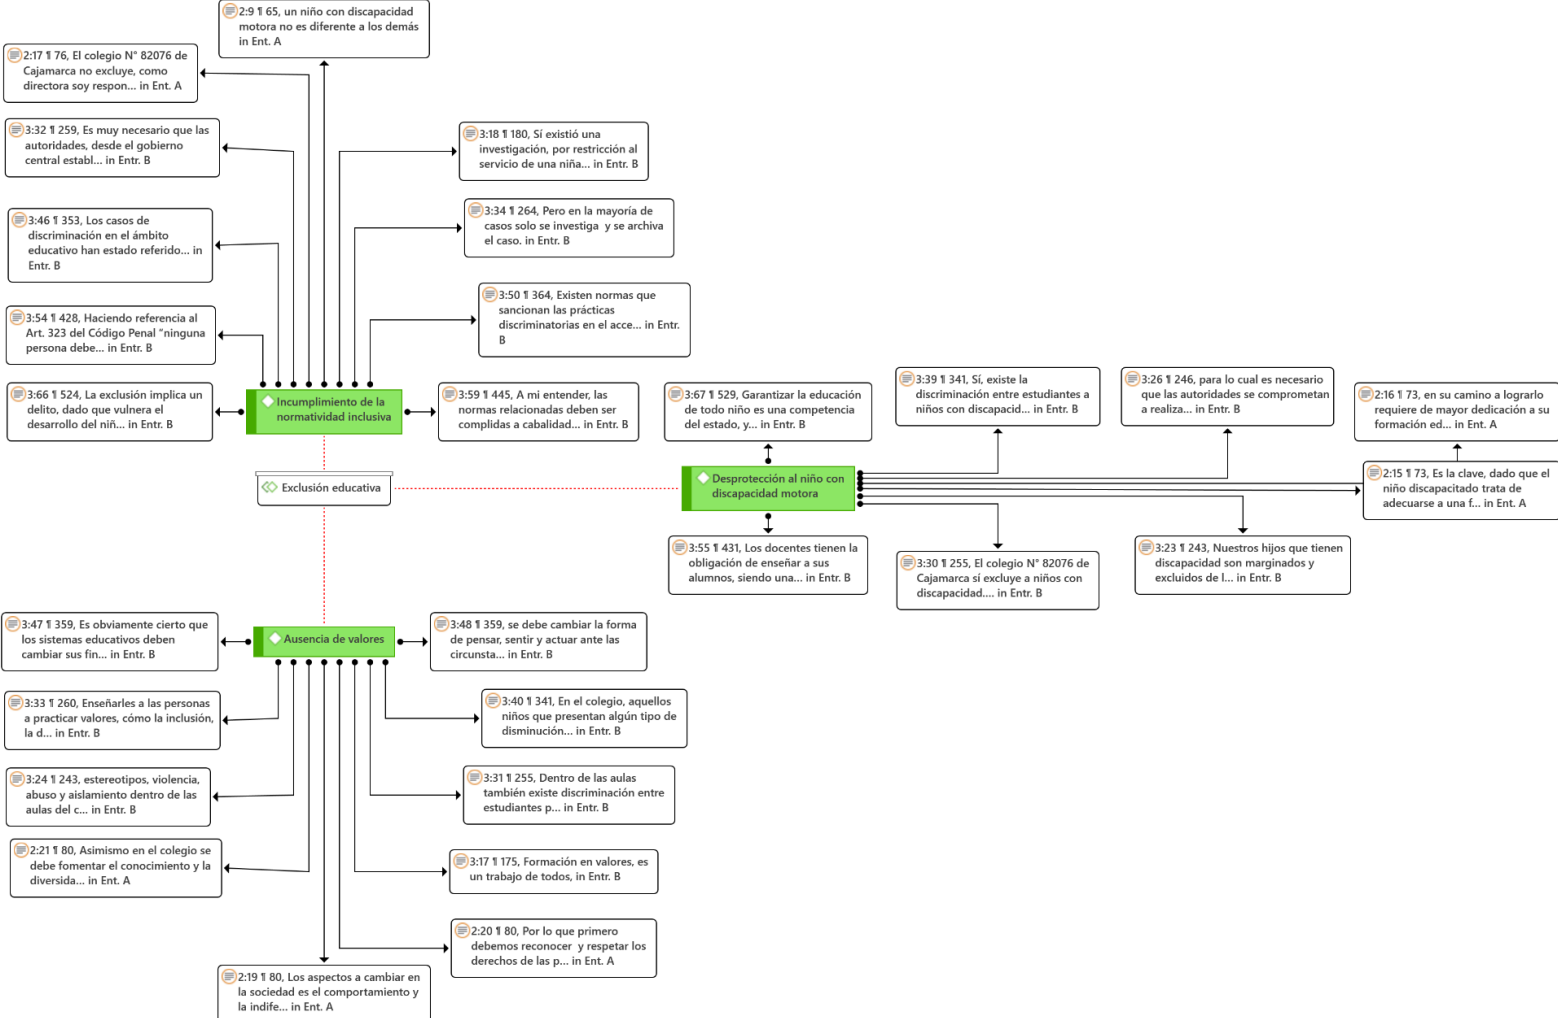 2:9 ¶ 65, un niño con discapacidad
motora no es diferente a los demás
in Ent. A
2:17 ¶ 76, El colegio N° 82076 de
Cajamarca no excluye, como
directora soy respon... in Ent. A
3:32 ¶ 259, Es muy necesario que las
autoridades, desde el gobierno
central establ... in Entr. B
3:18 ¶ 180, Sí existió una
investigación, por restricción al
servicio de una niña... in Entr. B
3:46 ¶ 353, Los casos de
discriminación en el ámbito
educativo han estado referido... in
Entr. B
3:34 ¶ 264, Pero en la mayoría de
casos solo se investiga  y se archiva
el caso. in Entr. B
3:54 ¶ 428, Haciendo referencia al
Art. 323 del Código Penal "ninguna
persona debe... in Entr. B
3:50 ¶ 364, Existen normas que
sancionan las prácticas
discriminatorias en el acce... in Entr.
B
3:66 ¶ 524, La exclusión implica un
delito, dado que vulnera el
desarrollo del niñ... in Entr. B
Incumplimiento de la
normatividad inclusiva
3:59 ¶ 445, A mi entender, las
normas relacionadas deben ser
complidas a cabalidad... in Entr. B
3:67 ¶ 529, Garantizar la educación
de todo niño es una competencia
del estado, y... in Entr. B
3:39 ¶ 341, Sí, existe la
discriminación entre estudiantes a
niños con discapacid... in Entr. B
3:26 ¶ 246, para lo cual es necesario
que las autoridades se comprometan
a realiza... in Entr. B
2:16 ¶ 73, en su camino a lograrlo
requiere de mayor dedicación a su
formación ed... in Ent. A
Exclusión educativa
Desprotección al niño con
discapacidad motora
2:15 ¶ 73, Es la clave, dado que el
niño discapacitado trata de
adecuarse a una f... in Ent. A
3:55 ¶ 431, Los docentes tienen la
obligación de enseñar a sus
alumnos, siendo una... in Entr. B
3:30 ¶ 255, El colegio N° 82076 de
Cajamarca sí excluye a niños con
discapacidad.... in Entr. B
3:23 ¶ 243, Nuestros hijos que tienen
discapacidad son marginados y
excluidos de l... in Entr. B
3:47 ¶ 359, Es obviamente cierto que
los sistemas educativos deben
cambiar sus fin... in Entr. B
Ausencia de valores
3:48 ¶ 359, se debe cambiar la forma
de pensar, sentir y actuar ante las
circunsta... in Entr. B
3:33 ¶ 260, Enseñarles a las personas
a practicar valores, cómo la inclusión,
la d... in Entr. B
3:40 ¶ 341, En el colegio, aquellos
niños que presentan algún tipo de
disminución... in Entr. B
3:24 ¶ 243, estereotipos, violencia,
abuso y aislamiento dentro de las
aulas del c... in Entr. B
3:31 ¶ 255, Dentro de las aulas
también existe discriminación entre
estudiantes p... in Entr. B
2:21 ¶ 80, Asimismo en el colegio se
debe fomentar el conocimiento y la
diversida... in Ent. A
3:17 ¶ 175, Formación en valores, es
un trabajo de todos, in Entr. B
2:20 ¶ 80, Por lo que primero
debemos reconocer  y respetar los
derechos de las p... in Ent. A
2:19 ¶ 80, Los aspectos a cambiar en
la sociedad es el comportamiento y
la indife... in Ent. A